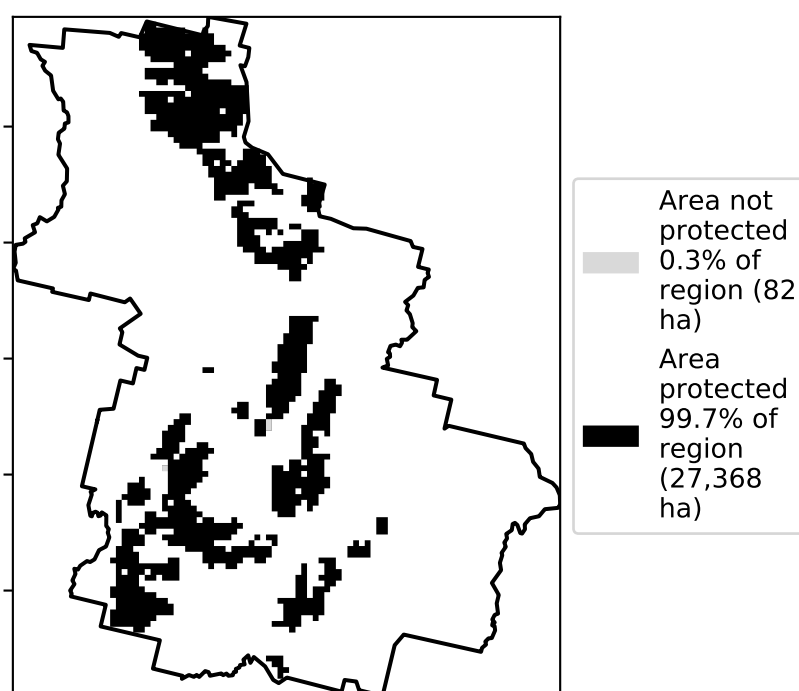 Area not
protected
0.3% of
region (82
ha)
Area
protected
99.7% of
region
(27,368
ha)